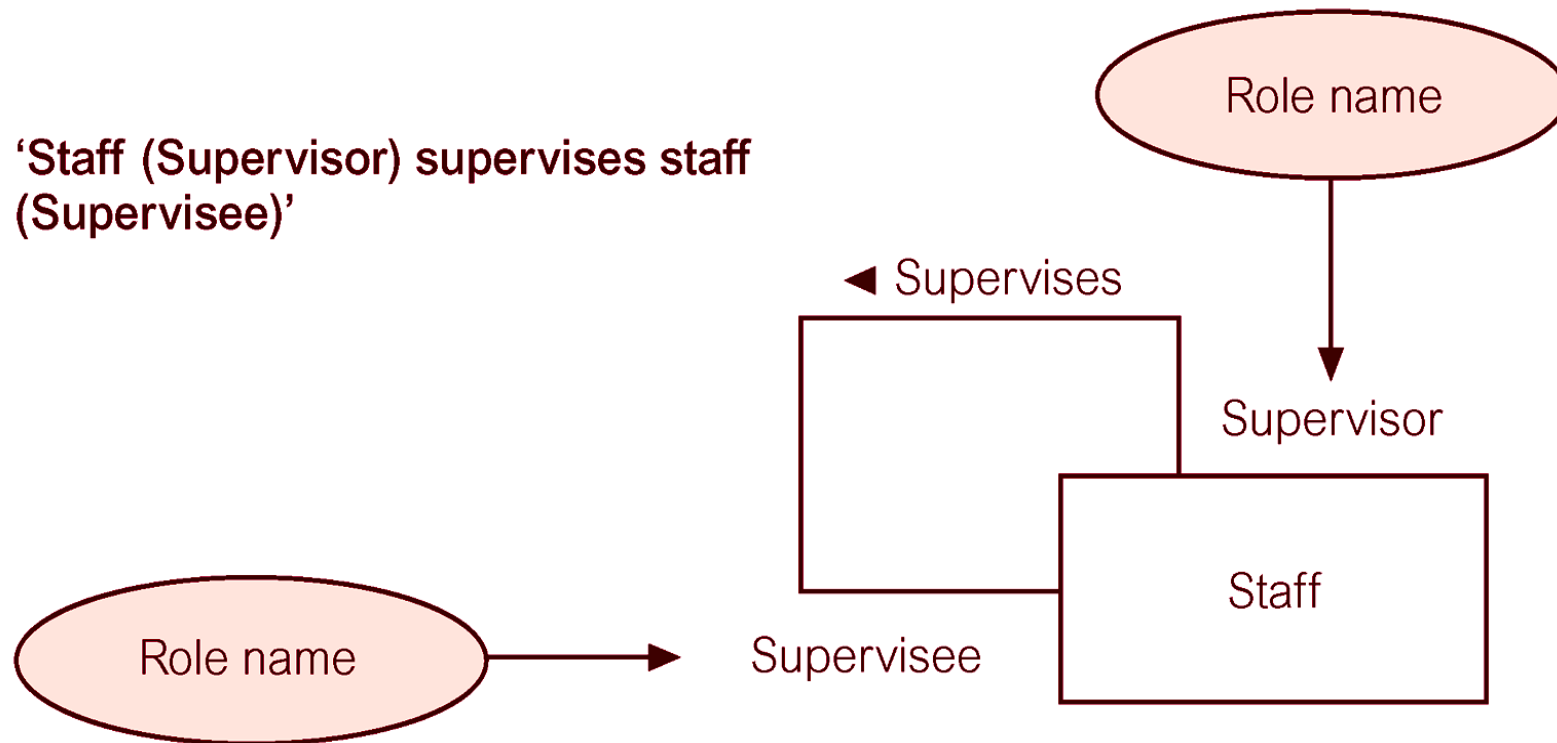 Role name
‘Staff (Supervisor) supervises staff
(Supervisee)’
◄ Supervises
Supervisor
Staff
Role name
Supervisee